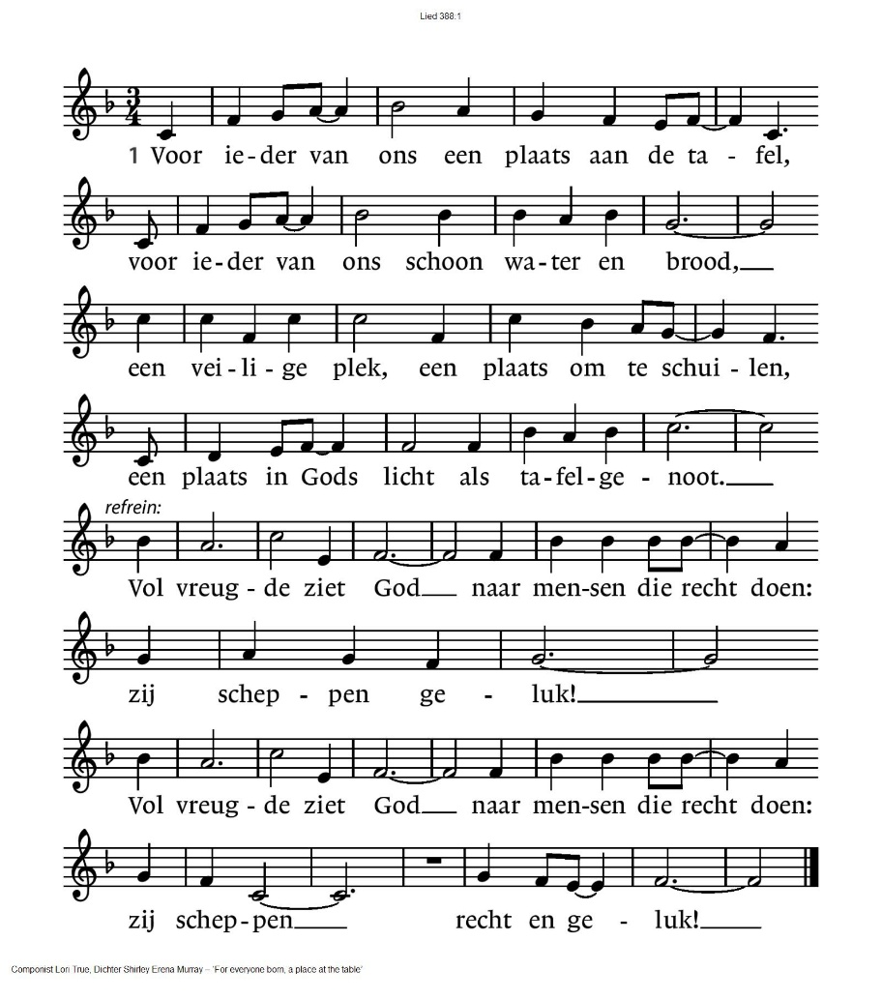 Lied 388:1
1 Voor ie-der van ons een plaats aan de ta - fel,
voor ie-der van ons schoon wa-ter en brood,
een vei-li-ge plek, een plaats om te schui-len,
een plaats in Gods licht als ta-fel-ge - noot.
refrein:
Vol vreug-de ziet God naar men-sen die recht doen:
zij schep - pen ge - luk!
Vol vreug-de ziet God naar men-sen die recht doen:
zij schep-pen recht en ge - luk!
Componist Lori True, Dichter Shirley Erena Murray – 'For everyone born, a place at the table'